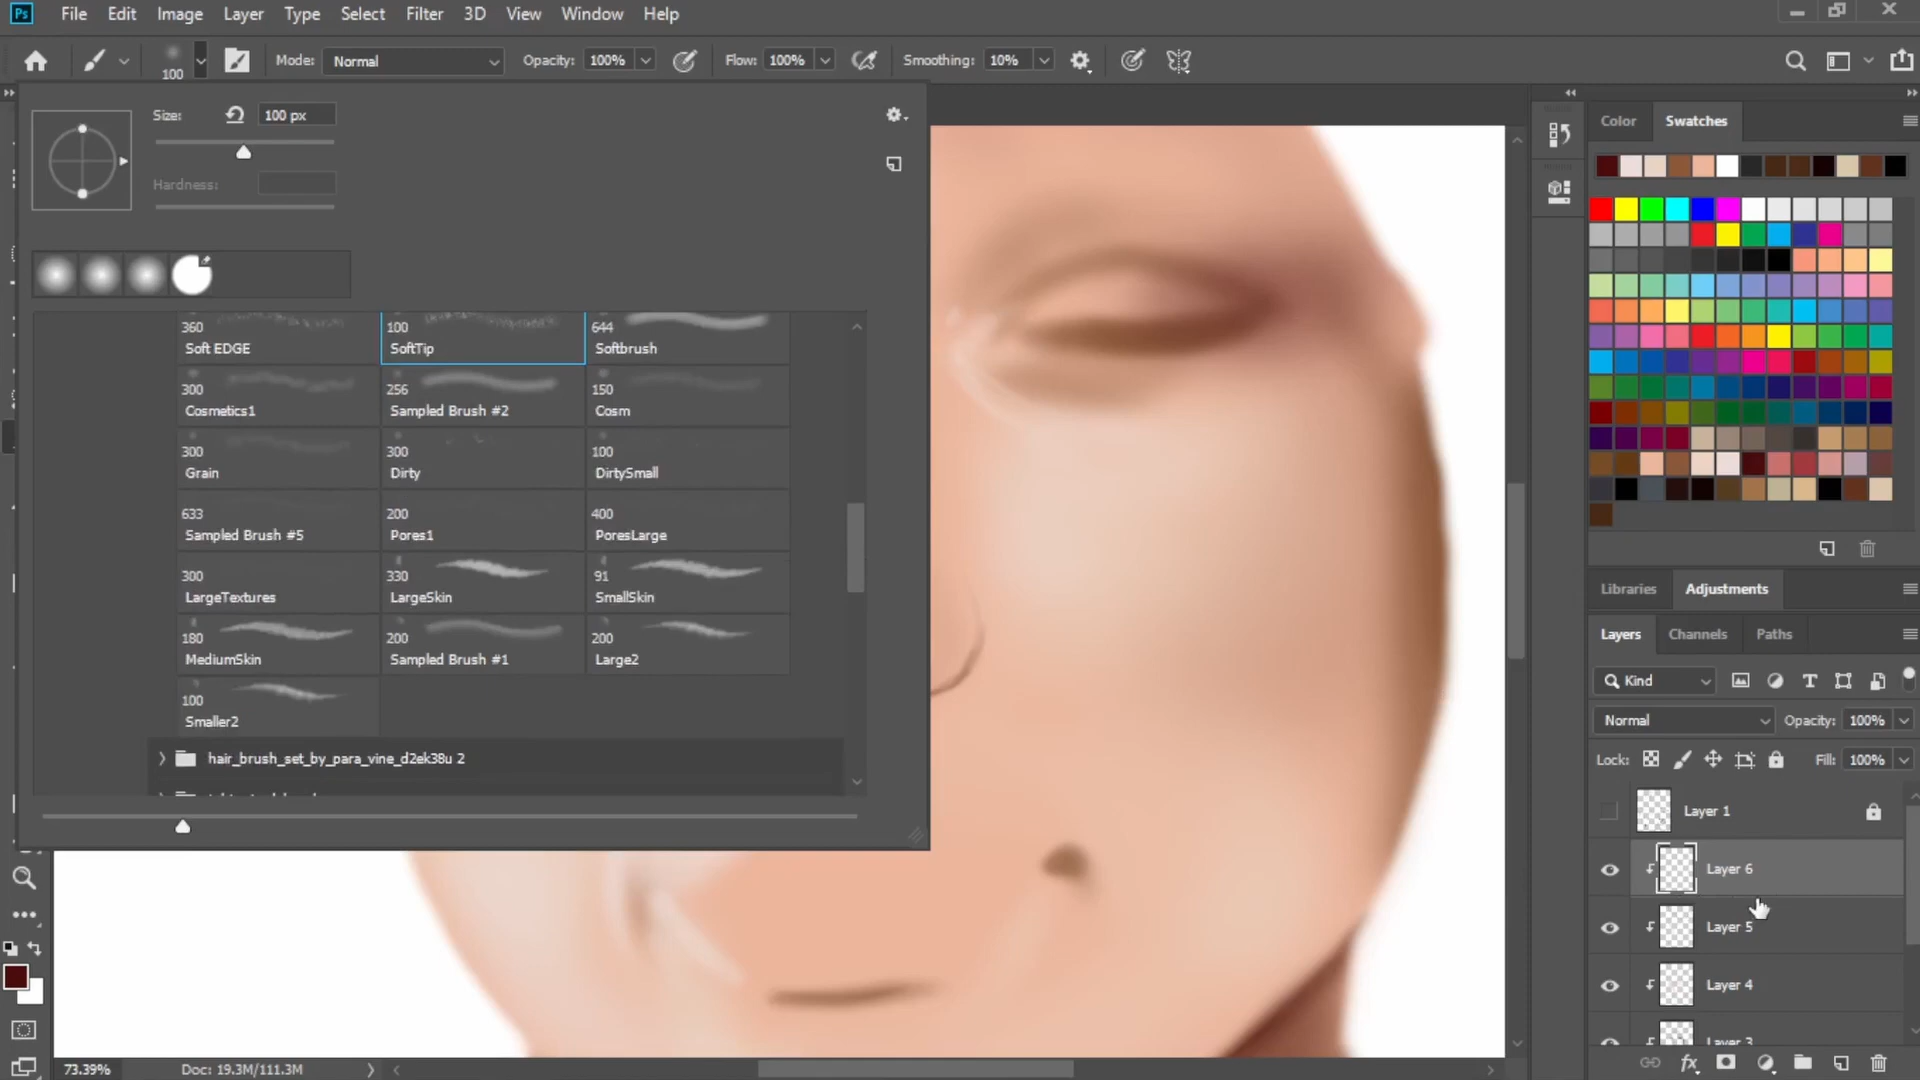 Ps File Edit Image Layer Type Select Filter 3D View Window Help
100 Mode: Normal Opacity: 100% Flow: 100% Smoothing: 10%
Size: 100 px
Hardness:
360 Soft EDGE
100 SoftTip
644 Softbrush
300 Cosmetics1
256 Sampled Brush #2
150 Cosm
300 Grain
300 Dirty
100 DirtySmall
633 Sampled Brush #5
200 Pores1
400 PoresLarge
300 LargeTextures
330 LargeSkin
91 SmallSkin
180 MediumSkin
200 Sampled Brush #1
200 Large2
100 Smaller2
hair_brush_set_by_para_vine_d2ek38u 2
Color Swatches
Libraries Adjustments
Layers Channels Paths
Kind
Normal Opacity: 100%
Lock: Fill: 100%
Layer 1
Layer 6
Layer 5
Layer 4
Layer 3
73.39% Doc: 19.3M/111.3M